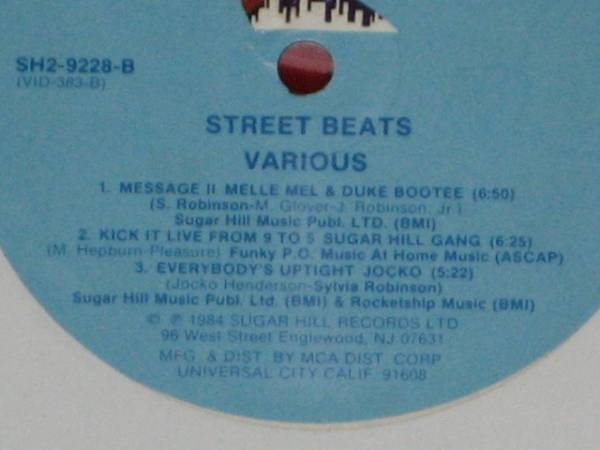 SH2-9228-B
(VID-383-B)
STREET BEATS
VARIOUS
1. MESSAGE II MELLE MEL & DUKE BOOTEE (6:50)
(S. Robinson-M. Glover-J. Robinson, Jr.)
Sugar Hill Music Publ. LTD. (BMI)
2. KICK IT LIVE FROM 9 TO 5 SUGAR HILL GANG (6:25)
(M. Hepburn-Pleasure) Funky P.O. Music At Home Music (ASCAP)
3. EVERYBODY'S UPTIGHT JOCKO (5:22)
(Jocko Henderson-Sylvia Robinson)
Sugar Hill Music Publ. Ltd. (BMI) & Rocketship Music (BMI)
© ℗ 1984 SUGAR HILL RECORDS LTD
96 West Street Englewood, NJ 07631
MFG. & DIST. BY MCA DIST. CORP
UNIVERSAL CITY CALIF. 91608